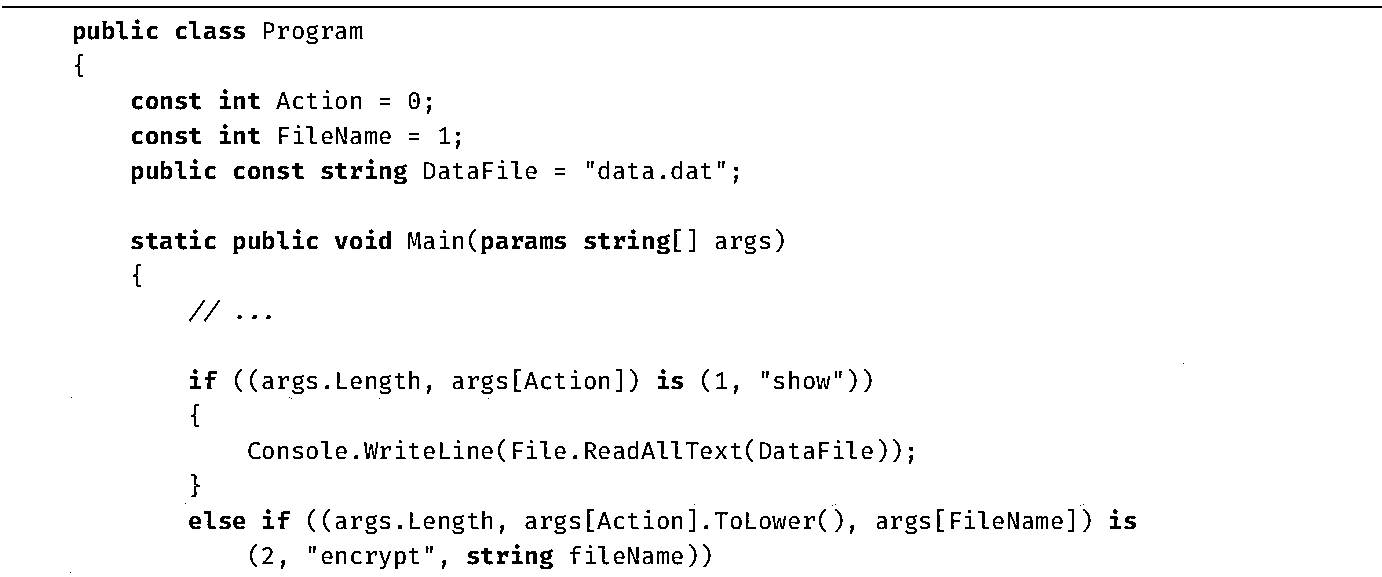 public class Program
{
    const int Action = 0;
    const int FileName = 1;
    public const string DataFile = "data.dat";

    static public void Main(params string[] args)
    {
        // ...

        if ((args.Length, args[Action]) is (1, "show"))
        {
            Console.WriteLine(File.ReadAllText(DataFile));
        }
        else if ((args.Length, args[Action].ToLower(), args[FileName]) is
            (2, "encrypt", string fileName))